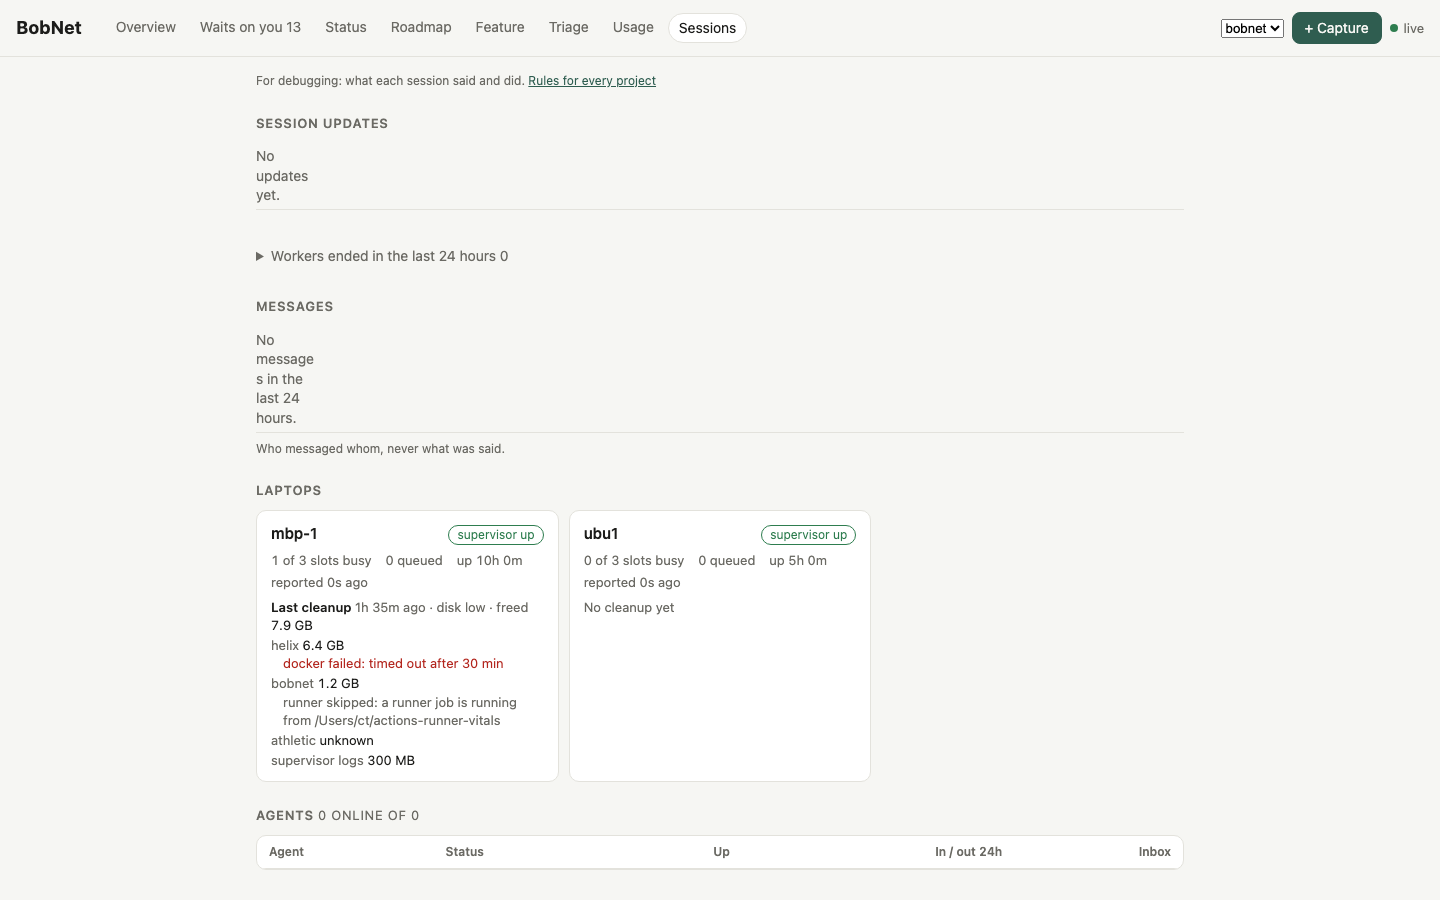 BobNet
Overview
Waits on you 13
Status
Roadmap
Feature
Triage
Usage
Sessions
bobnet
+ Capture
live
For debugging: what each session said and did. Rules for every project
SESSION UPDATES
No
updates
yet.
Workers ended in the last 24 hours 0
MESSAGES
No
message
s in the
last 24
hours.
Who messaged whom, never what was said.
LAPTOPS
mbp-1
supervisor up
1 of 3 slots busy 0 queued up 10h 0m
reported 0s ago
Last cleanup 1h 35m ago · disk low · freed
7.9 GB
helix 6.4 GB
docker failed: timed out after 30 min
bobnet 1.2 GB
runner skipped: a runner job is running
from /Users/ct/actions-runner-vitals
athletic unknown
supervisor logs 300 MB
ubu1
supervisor up
0 of 3 slots busy 0 queued up 5h 0m
reported 0s ago
No cleanup yet
AGENTS 0 ONLINE OF 0
Agent Status Up In / out 24h Inbox